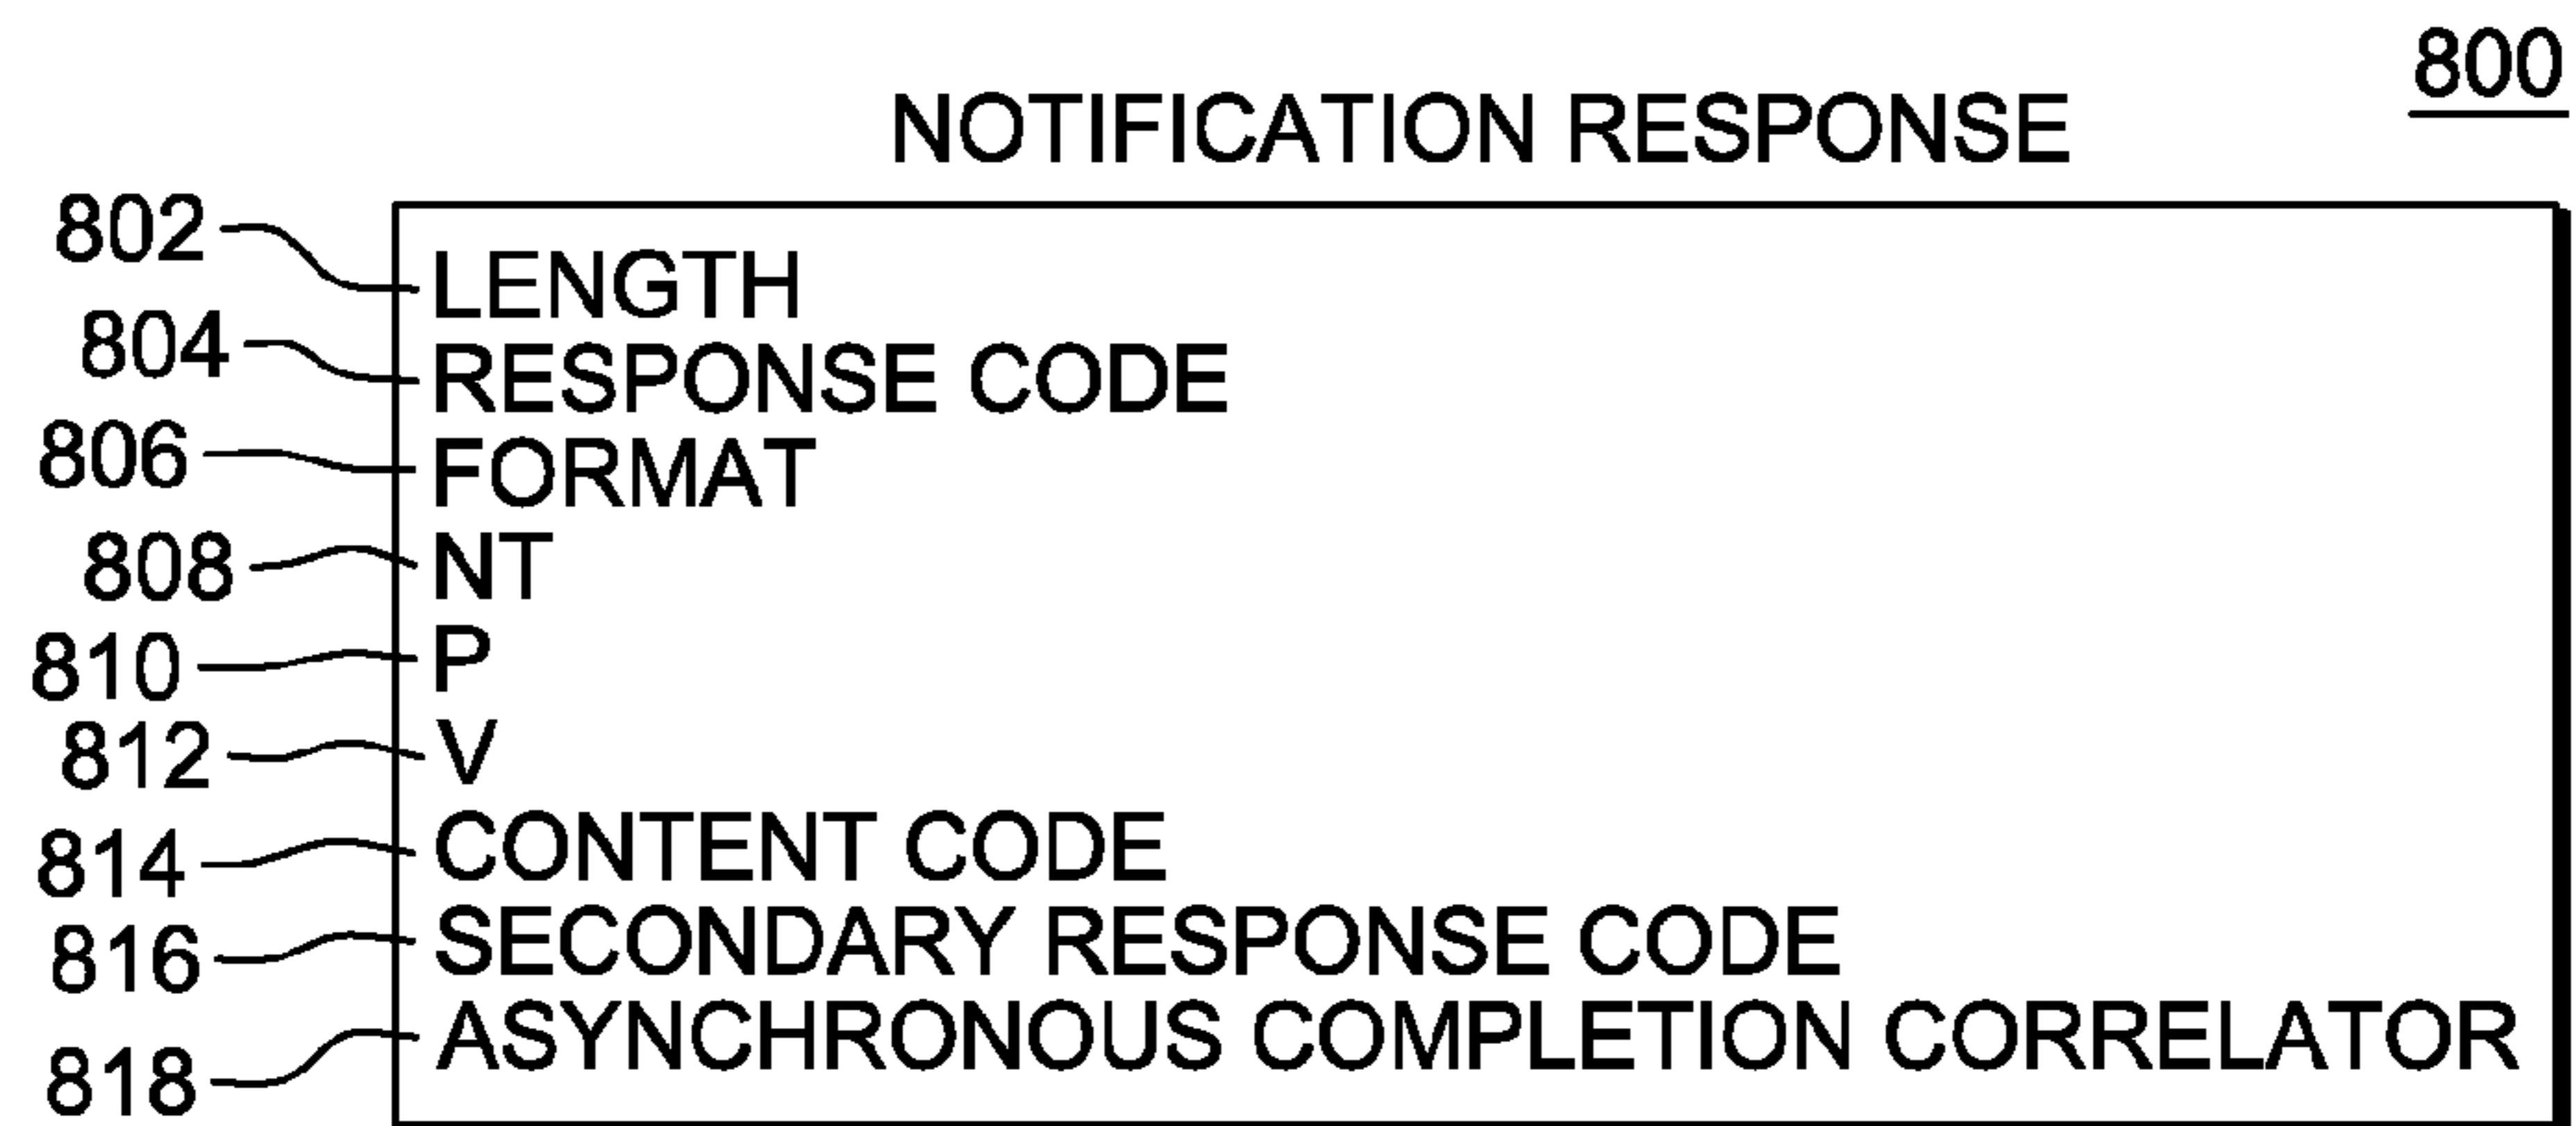 800
NOTIFICATION RESPONSE
802 LENGTH
804 RESPONSE CODE
806 FORMAT
808 NT
810 P
812 V
814 CONTENT CODE
816 SECONDARY RESPONSE CODE
818 ASYNCHRONOUS COMPLETION CORRELATOR